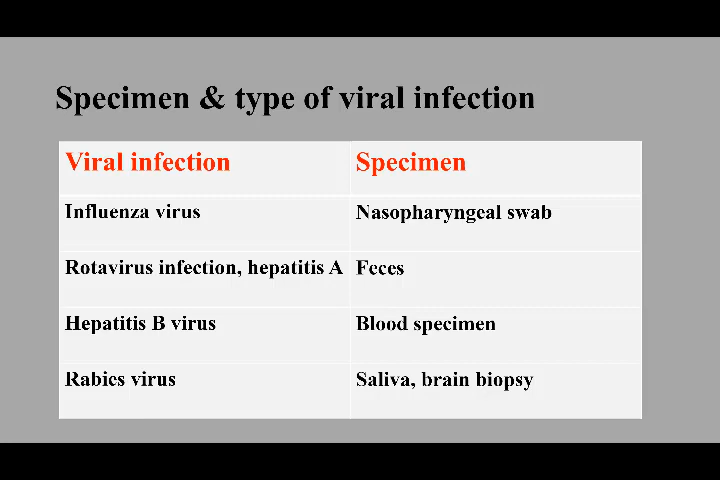 Specimen & type of viral infection
Viral infection Specimen
Influenza virus Nasopharyngeal swab
Rotavirus infection, hepatitis A Feces
Hepatitis B virus Blood specimen
Rabies virus Saliva, brain biopsy